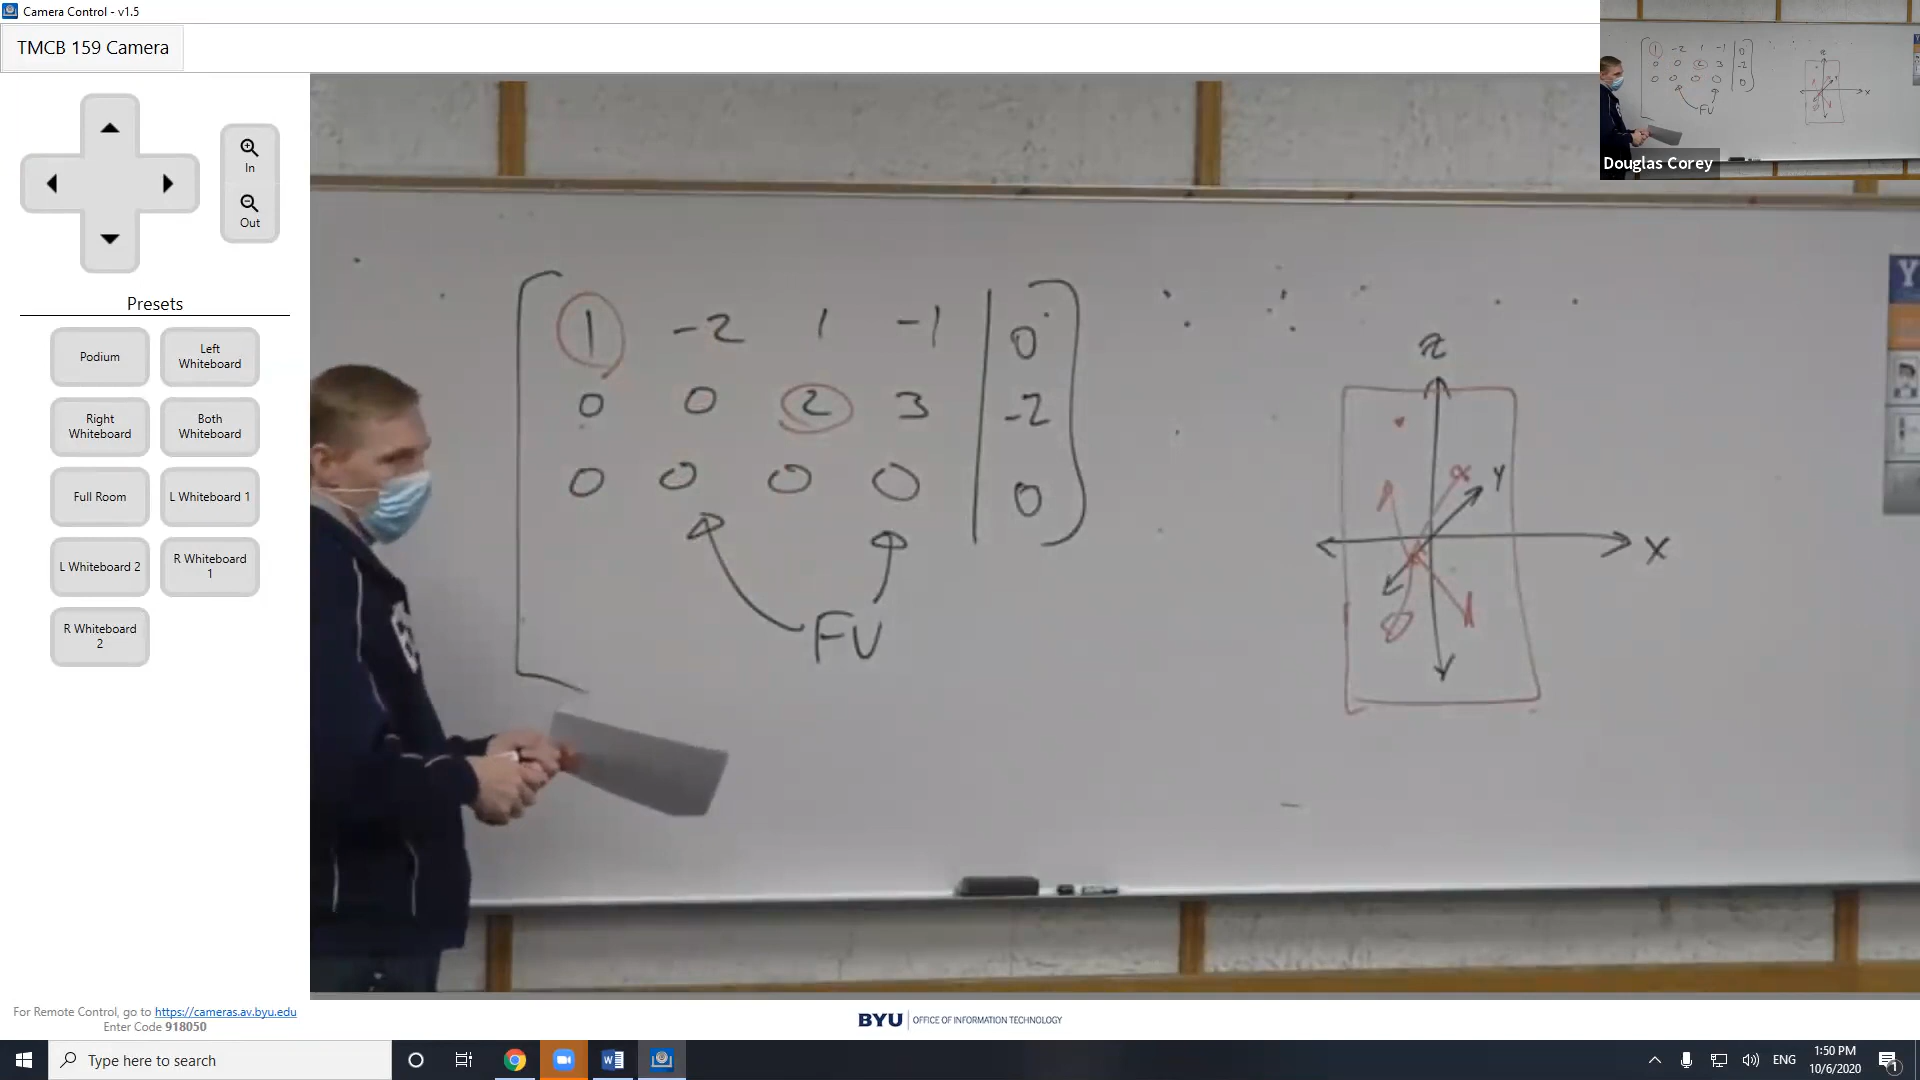 Camera Control - v1.5
TMCB 159 Camera
In
Out
Presets
Podium
Left Whiteboard
Right Whiteboard
Both Whiteboard
Full Room
L Whiteboard 1
L Whiteboard 2
R Whiteboard 1
R Whiteboard 2
For Remote Control, go to https://cameras.av.byu.edu
Enter Code 918050
1 -2 1 -1 0
0 0 2 3 -2
0 0 0 0 0
FV
z
Y
X
Y
Douglas Corey
BYU OFFICE OF INFORMATION TECHNOLOGY
Type here to search
ENG
1:50 PM
10/6/2020
1